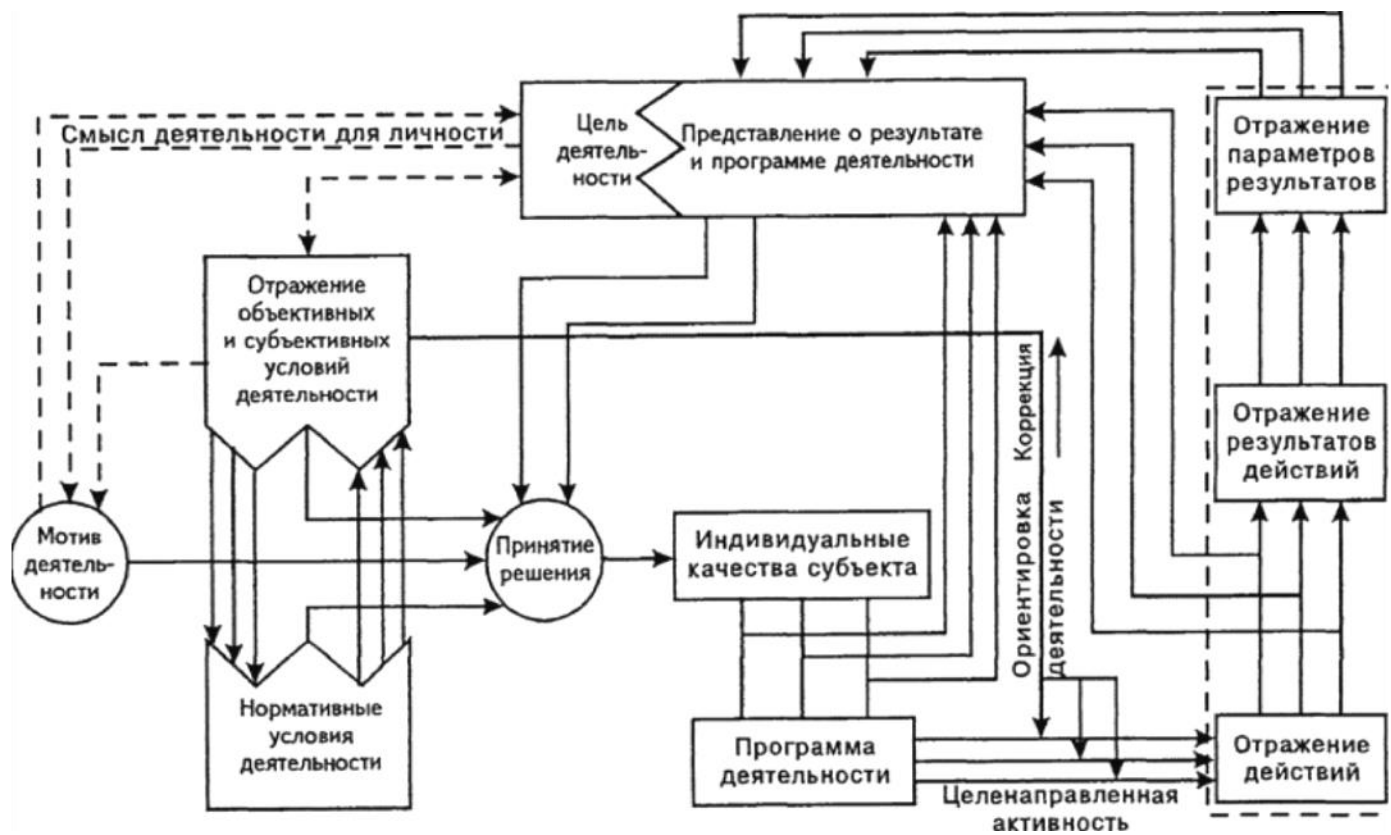 Смысл деятельности для личности
Цель
деятель-
ности
Представление о результате
и программе деятельности
Отражение
параметров
результатов
Отражение
объективных
и субъективных
условий
деятельности
Отражение
результатов
действий
Мотив
деятель-
ности
Принятие
решения
Индивидуальные
качества субъекта
Ориентировка Коррекция
деятельности
Нормативные
условия
деятельности
Программа
деятельности
Отражение
действий
Целенаправленная
активность